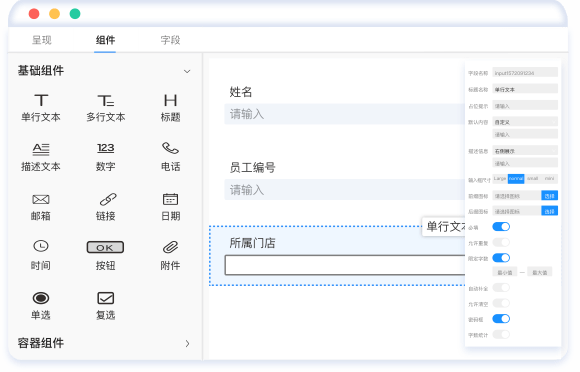 呈现 组件 字段
基础组件
单行文本 多行文本 标题
描述文本 数字 电话
邮箱 链接 日期
时间 按钮 附件
单选 复选
容器组件
123
OK
姓名
请输入
员工编号
请输入
单行文本
所属门店
字段名称 input1573091234
标题名称 单行文本
占位提示 请输入
默认内容 自定义
请输入
描述信息 右侧展示
请输入
输入框尺寸 Large normal small mini
前缀图标 请选择图标 选择
后缀图标 请选择图标 选择
必填
允许重复
限定字数
最小值 — 最大值
自动补全
允许清空
密码框
字数统计